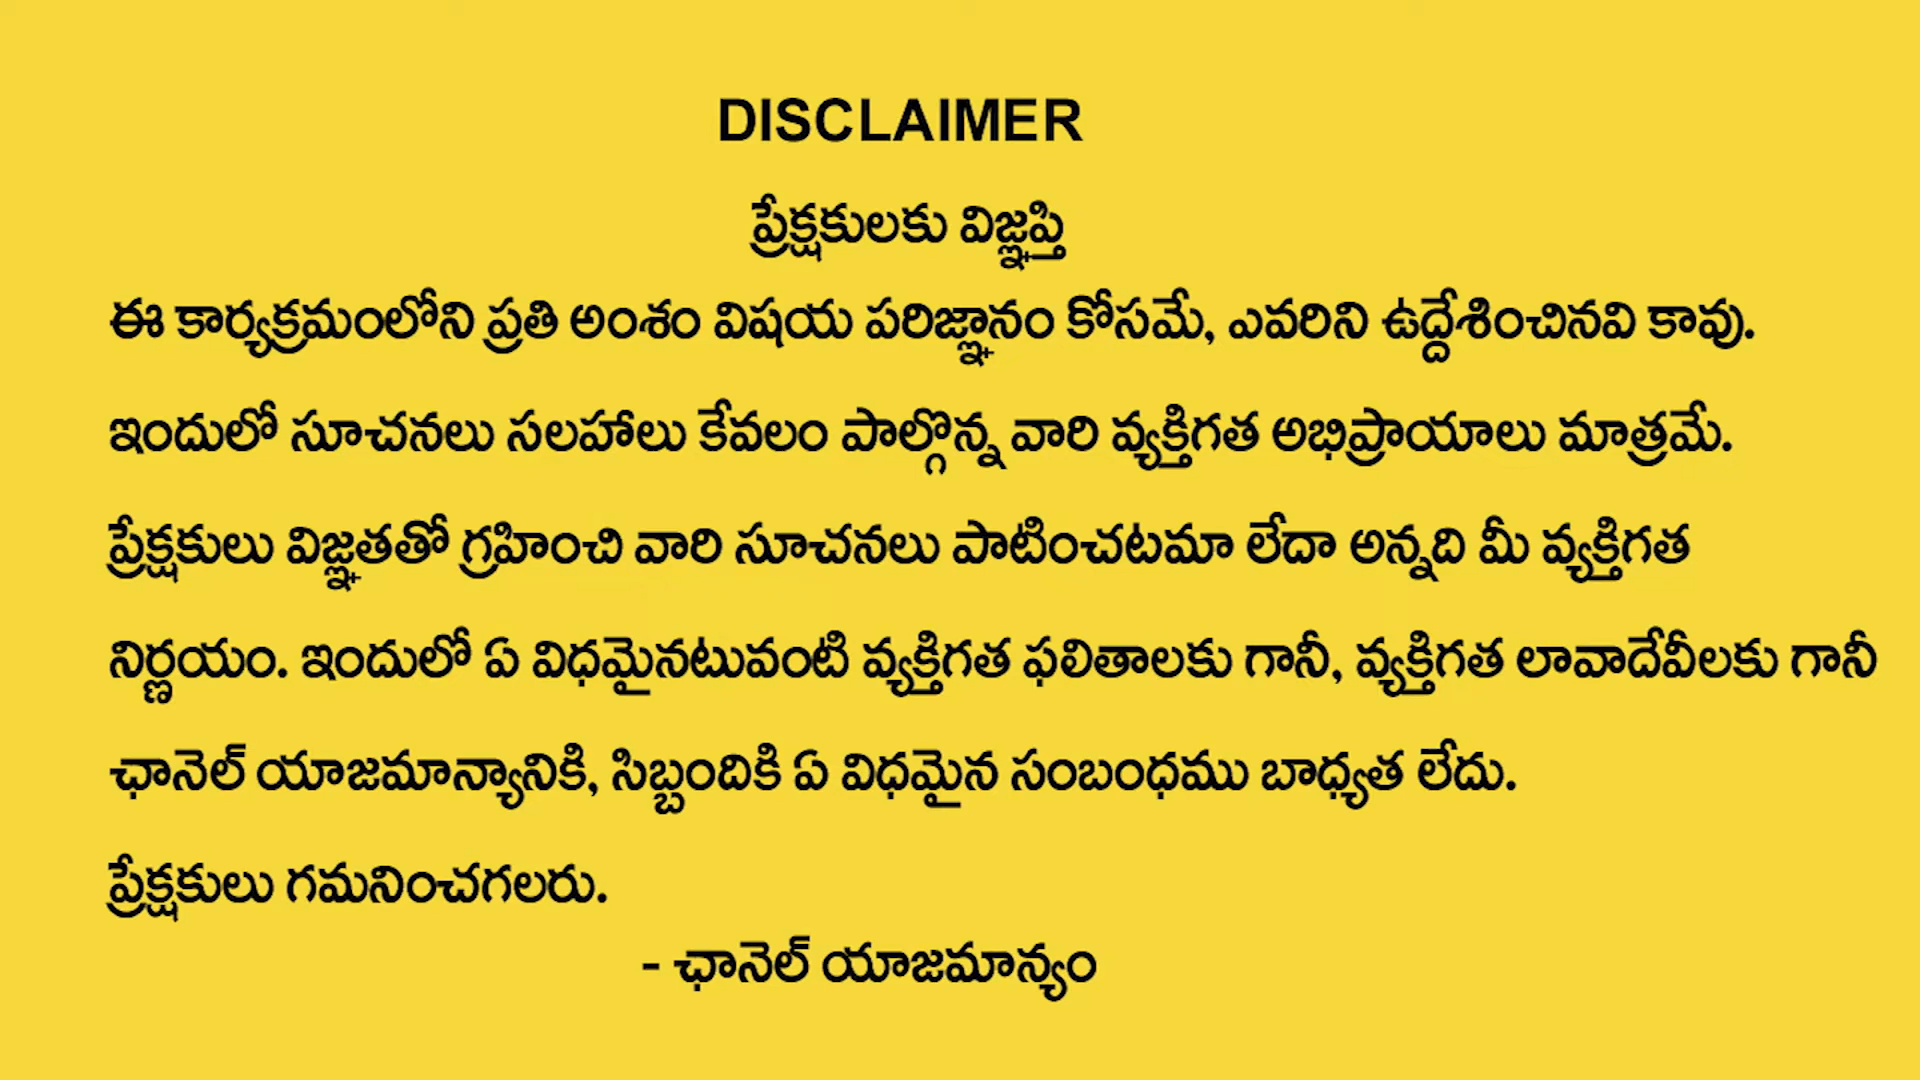 DISCLAIMER
ప్రేక్షకులకు విజ్ఞప్తి
ఈ కార్యక్రమంలోని ప్రతి అంశం విషయ పరిజ్ఞానం కోసమే, ఎవరిని ఉద్దేశించినవి కావు.
ఇందులో సూచనలు సలహాలు కేవలం పాల్గొన్న వారి వ్యక్తిగత అభిప్రాయాలు మాత్రమే.
ప్రేక్షకులు విజ్ఞతతో గ్రహించి వారి సూచనలు పాటించటమా లేదా అన్నది మీ వ్యక్తిగత
నిర్ణయం. ఇందులో ఏ విధమైనటువంటి వ్యక్తిగత ఫలితాలకు గానీ, వ్యక్తిగత లావాదేవీలకు గానీ
ఛానెల్ యాజమాన్యానికి, సిబ్బందికి ఏ విధమైన సంబంధము బాధ్యత లేదు.
ప్రేక్షకులు గమనించగలరు.
- ఛానెల్ యాజమాన్యం